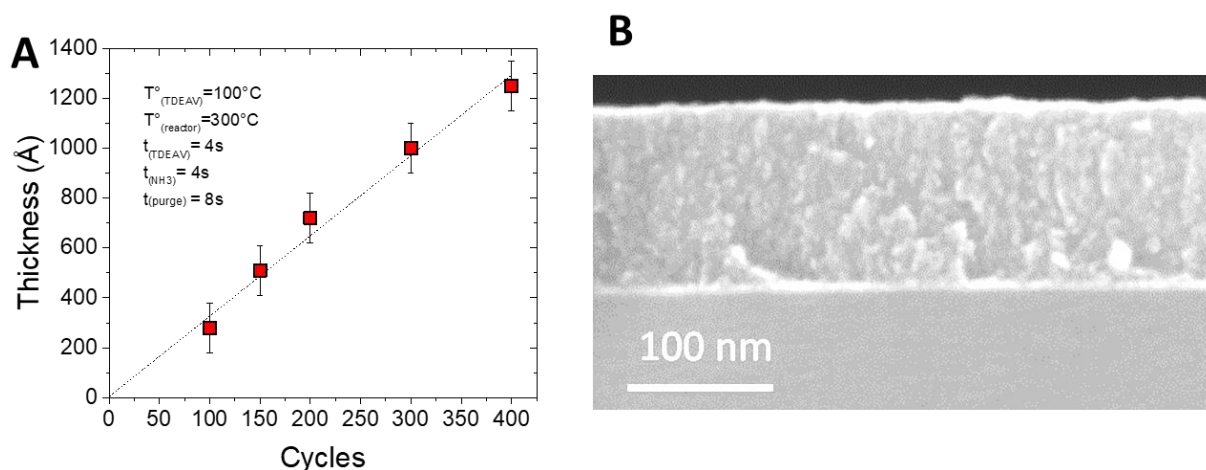 A
B
1400
1200
1000
800
600
400
200
0
T°(TDEAV)=100°C
T°(reactor)=300°C
t(TDEAV)= 4s
t(NH3)= 4s
t(purge) = 8s
Thickness (Å)
0 50 100 150 200 250 300 350 400
Cycles
100 nm